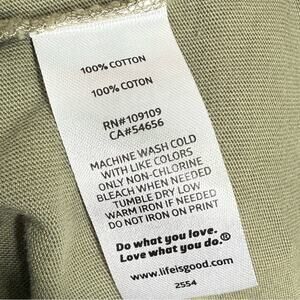 100% COTTON
100% COTON
RN#109109
CA#54656
MACHINE WASH COLD
WITH LIKE COLORS
ONLY NON-CHLORINE
BLEACH WHEN NEEDED
TUMBLE DRY LOW
WARM IRON IF NEEDED
DO NOT IRON ON PRINT
Do what you love.
Love what you do.®
www.lifeisgood.com
2554